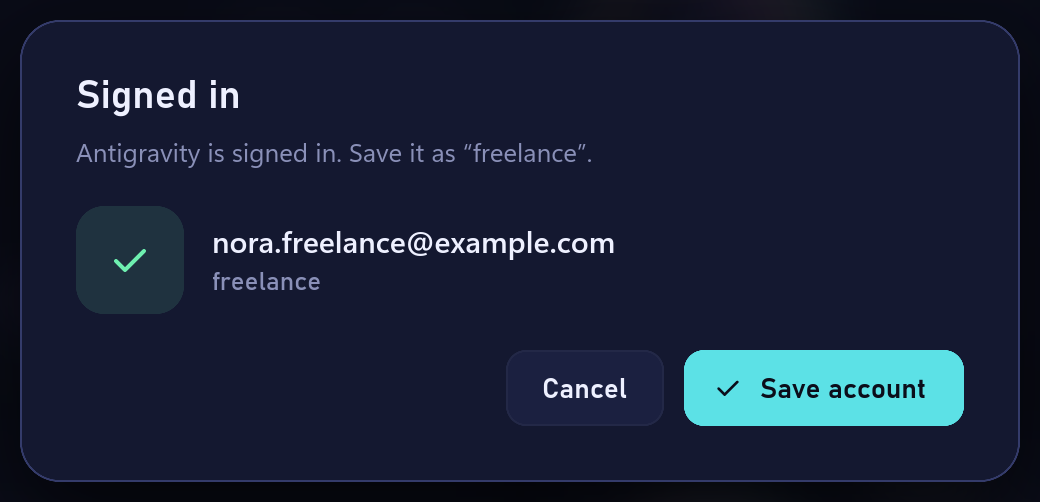 Signed in
Antigravity is signed in. Save it as “freelance”.
nora.freelance@example.com
freelance
Cancel
Save account